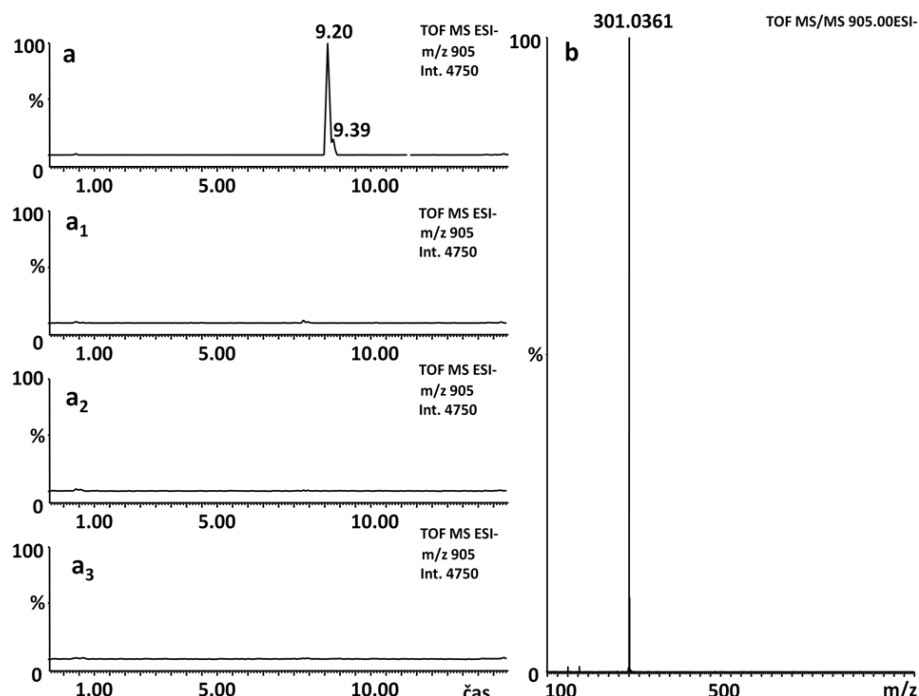 a
100
%
0
9.20
9.39
TOF MS ESI-
m/z 905
Int. 4750
1.00 5.00 10.00
a1
100
%
0
TOF MS ESI-
m/z 905
Int. 4750
1.00 5.00 10.00
a2
100
%
0
TOF MS ESI-
m/z 905
Int. 4750
1.00 5.00 10.00
a3
100
%
0
TOF MS ESI-
m/z 905
Int. 4750
1.00 5.00 10.00 čas
b
301.0361
TOF MS/MS 905.00ESI-
100
%
0
100 500 m/z